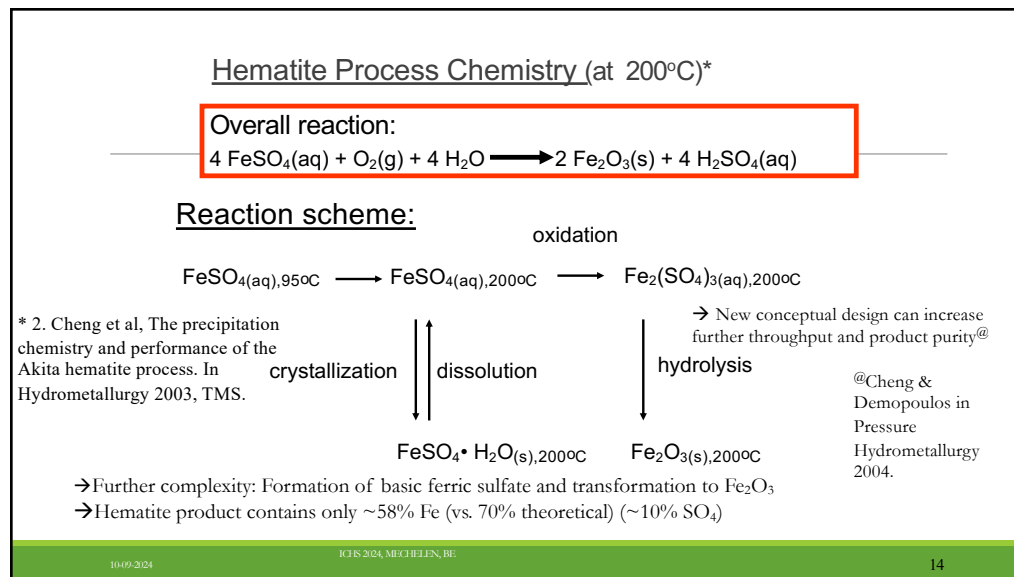 Hematite Process Chemistry (at 200ºC)*
Overall reaction:
4 FeSO₄(aq) + O₂(g) + 4 H₂O → 2 Fe₂O₃(s) + 4 H₂SO₄(aq)
Reaction scheme:
oxidation
FeSO₄(aq),95ºC → FeSO₄(aq),200ºC → Fe₂(SO₄)₃(aq),200ºC
* 2. Cheng et al, The precipitation
chemistry and performance of the
Akita hematite process. In
Hydrometallurgy 2003, TMS.
crystallization
dissolution
hydrolysis
→ New conceptual design can increase
further throughput and product purity@
@Cheng &
Demopoulos in
Pressure
Hydrometallurgy
2004.
FeSO₄• H₂O(s),200ºC
Fe₂O₃(s),200ºC
→Further complexity: Formation of basic ferric sulfate and transformation to Fe₂O₃
→Hematite product contains only ~58% Fe (vs. 70% theoretical) (~10% SO₄)
10-09-2024
ICHS 2024, MECHELEN, BE
14